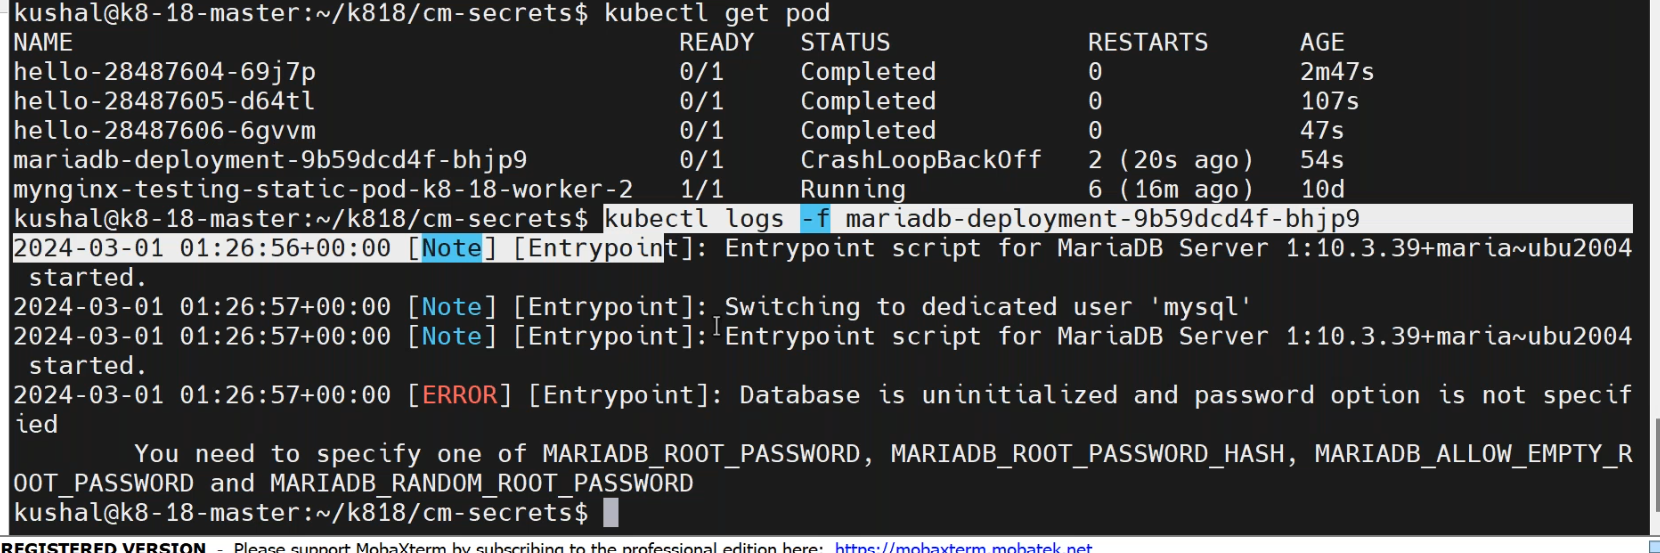 kushal@k8-18-master:~/k818/cm-secrets$ kubectl get pod
NAME READY STATUS RESTARTS AGE
hello-28487604-69j7p 0/1 Completed 0 2m47s
hello-28487605-d64tl 0/1 Completed 0 107s
hello-28487606-6gvvm 0/1 Completed 0 47s
mariadb-deployment-9b59dcd4f-bhjp9 0/1 CrashLoopBackOff 2 (20s ago) 54s
mynginx-testing-static-pod-k8-18-worker-2 1/1 Running 6 (16m ago) 10d
kushal@k8-18-master:~/k818/cm-secrets$ kubectl logs -f mariadb-deployment-9b59dcd4f-bhjp9
2024-03-01 01:26:56+00:00 [Note] [Entrypoint]: Entrypoint script for MariaDB Server 1:10.3.39+maria~ubu2004
started.
2024-03-01 01:26:57+00:00 [Note] [Entrypoint]: Switching to dedicated user 'mysql'
2024-03-01 01:26:57+00:00 [Note] [Entrypoint]: Entrypoint script for MariaDB Server 1:10.3.39+maria~ubu2004
started.
2024-03-01 01:26:57+00:00 [ERROR] [Entrypoint]: Database is uninitialized and password option is not specif
ied
You need to specify one of MARIADB_ROOT_PASSWORD, MARIADB_ROOT_PASSWORD_HASH, MARIADB_ALLOW_EMPTY_R
OOT_PASSWORD and MARIADB_RANDOM_ROOT_PASSWORD
kushal@k8-18-master:~/k818/cm-secrets$
REGISTERED VERSION - Please support MobaXterm by subscribing to the professional edition here: https://mobaxterm.mobatek.net